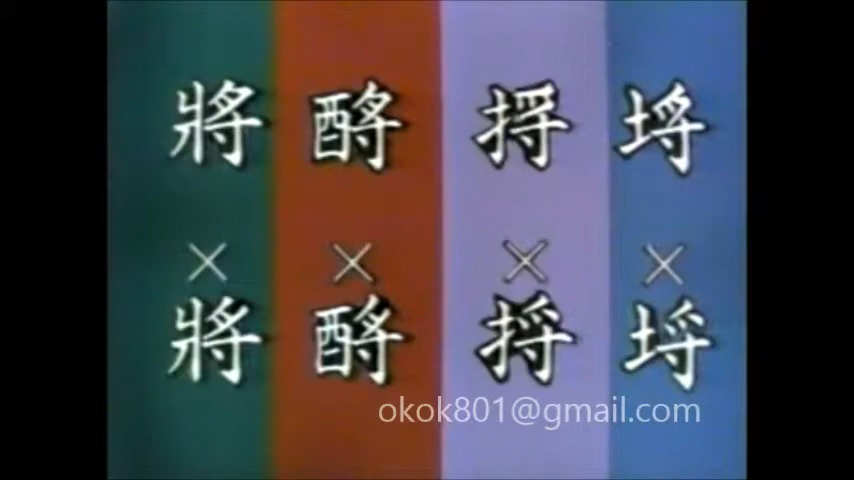 將 酹 捋 埒
× × × ×
將 酹 捋 埒
okok801@gmail.com